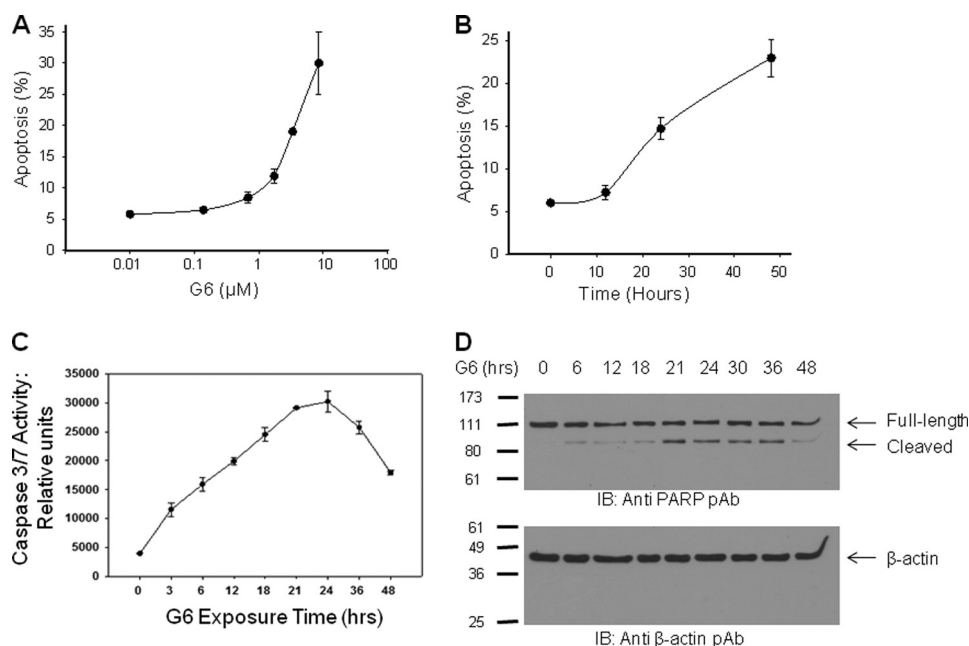 A
Apoptosis (%)
35
30
25
20
15
10
5
0
0.01 0.1 1 10 100
G6 (µM)
B
Apoptosis (%)
25
20
15
10
5
0
0 10 20 30 40 50
Time (Hours)
C
Caspase 3/7 Activity:
Relative units
35000
30000
25000
20000
15000
10000
5000
0
0 3 6 12 18 21 24 36 48
G6 Exposure Time (hrs)
D
G6 (hrs) 0 6 12 18 21 24 30 36 48
173
111
80
61
Full-length
Cleaved
IB: Anti PARP pAb
61
49
36
25
β-actin
IB: Anti β-actin pAb